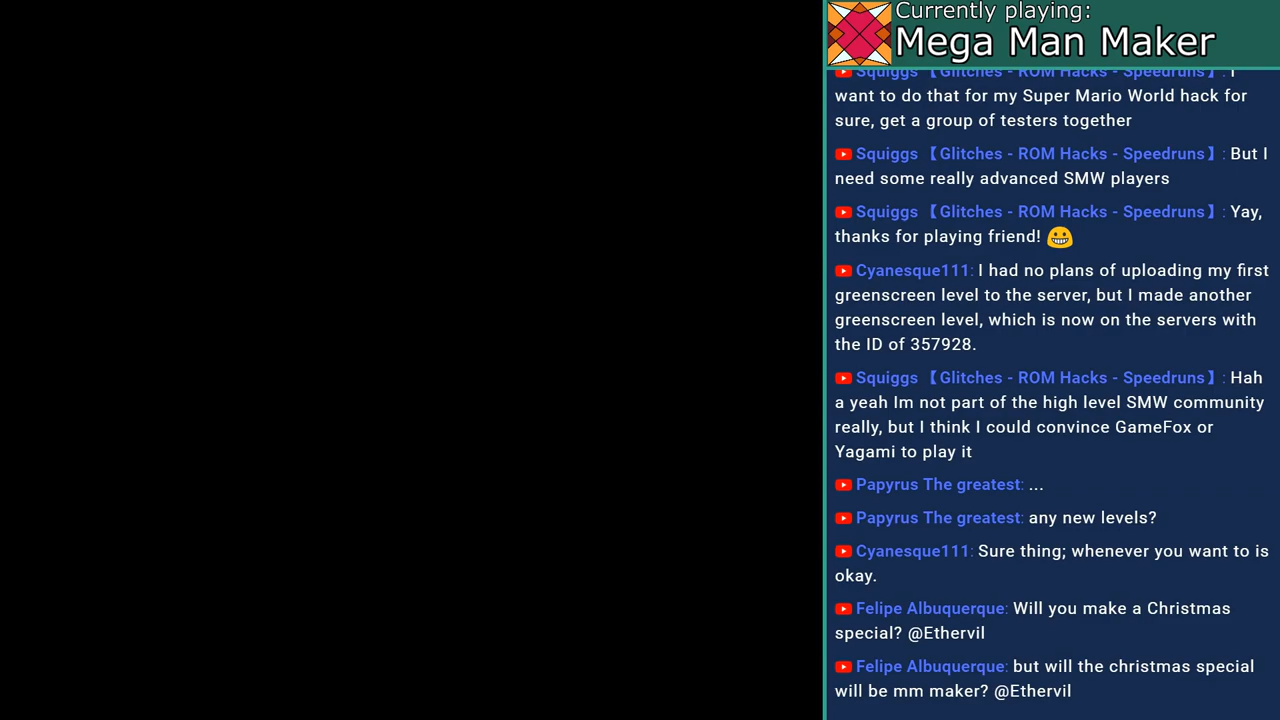 Currently playing:
Mega Man Maker
Squiggs【Glitches - ROM Hacks - Speedruns】: I
want to do that for my Super Mario World hack for
sure, get a group of testers together
Squiggs【Glitches - ROM Hacks - Speedruns】: But I
need some really advanced SMW players
Squiggs【Glitches - ROM Hacks - Speedruns】: Yay,
thanks for playing friend! 😀
Cyanesque111: I had no plans of uploading my first
greenscreen level to the server, but I made another
greenscreen level, which is now on the servers with
the ID of 357928.
Squiggs【Glitches - ROM Hacks - Speedruns】: Hah
a yeah Im not part of the high level SMW community
really, but I think I could convince GameFox or
Yagami to play it
Papyrus The greatest: ...
Papyrus The greatest: any new levels?
Cyanesque111: Sure thing; whenever you want to is
okay.
Felipe Albuquerque: Will you make a Christmas
special? @Ethervil
Felipe Albuquerque: but will the christmas special
will be mm maker? @Ethervil